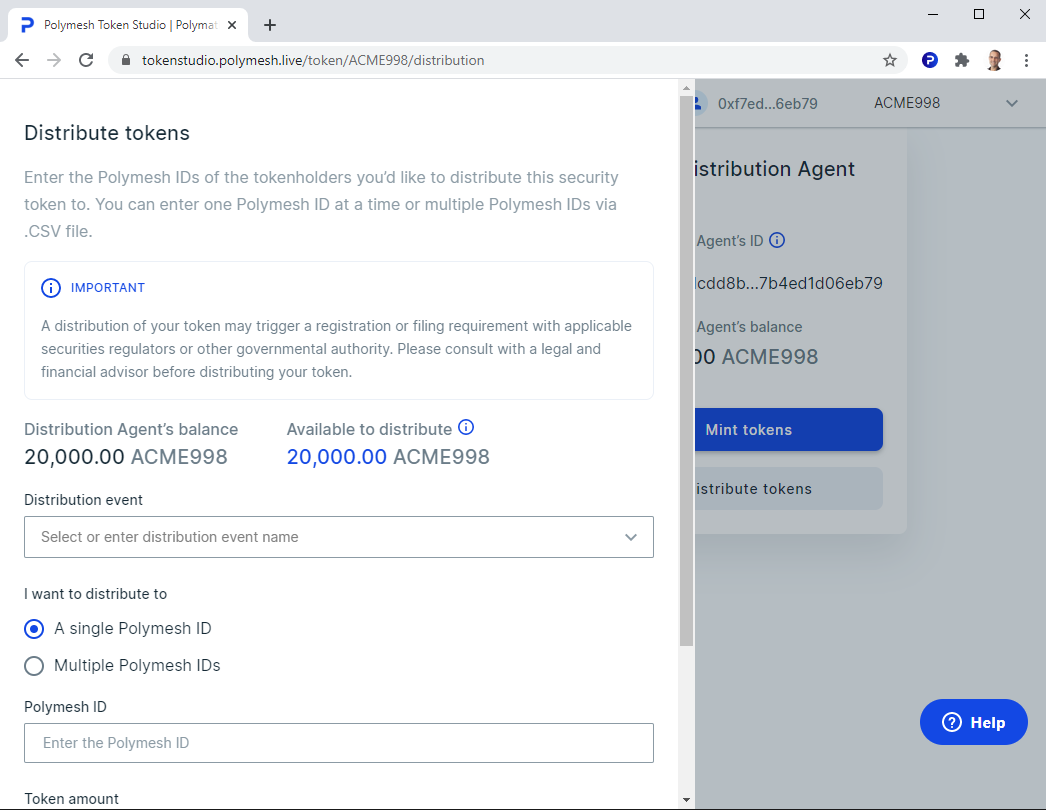 Polymesh Token Studio | Polymat
tokenstudio.polymesh.live/token/ACME998/distribution
Distribute tokens
Enter the Polymesh IDs of the tokenholders you’d like to distribute this security
token to. You can enter one Polymesh ID at a time or multiple Polymesh IDs via
.CSV file.
IMPORTANT
A distribution of your token may trigger a registration or filing requirement with applicable
securities regulators or other governmental authority. Please consult with a legal and
financial advisor before distributing your token.
Distribution Agent’s balance
20,000.00 ACME998
Available to distribute
20,000.00 ACME998
Distribution event
Select or enter distribution event name
I want to distribute to
A single Polymesh ID
Multiple Polymesh IDs
Polymesh ID
Enter the Polymesh ID
Token amount
0xf7ed...6eb79
ACME998
istribution Agent
Agent’s ID
cdd8b...7b4ed1d06eb79
Agent’s balance
00 ACME998
Mint tokens
istribute tokens
Help